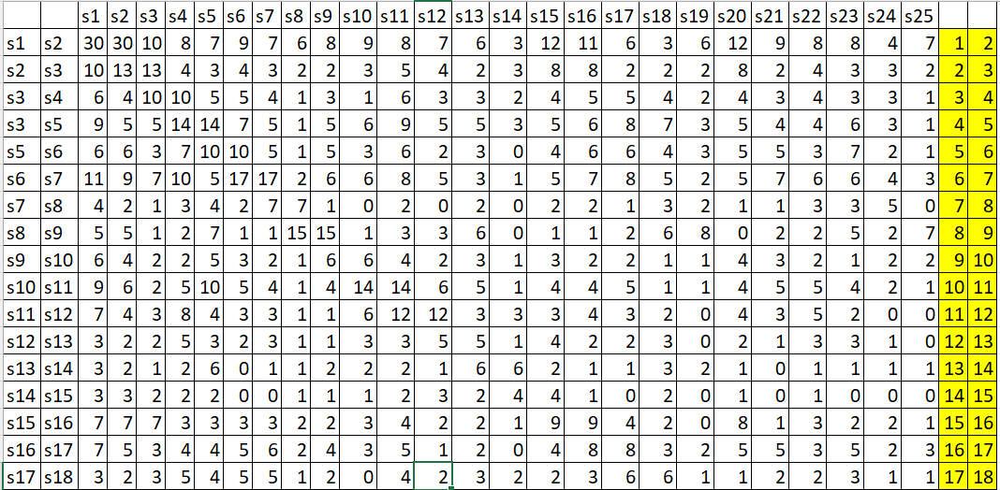 s1 s2 s3 s4 s5 s6 s7 s8 s9 s10 s11 s12 s13 s14 s15 s16 s17 s18 s19 s20 s21 s22 s23 s24 s25
s1 s2 30 30 10 8 7 9 7 6 8 9 8 7 6 3 12 11 6 3 6 12 9 8 8 4 7 1 2
s2 s3 10 13 13 4 3 4 3 2 2 3 5 4 2 3 8 8 2 2 2 8 2 4 3 3 2 2 3
s3 s4 6 4 10 10 5 5 4 1 3 1 6 3 3 2 4 5 5 4 2 4 3 4 3 3 1 3 4
s3 s5 9 5 5 14 14 7 5 1 5 6 9 5 5 3 5 6 8 7 3 5 4 4 6 3 1 4 5
s5 s6 6 6 3 7 10 10 5 1 5 3 6 2 3 0 4 6 6 4 3 5 5 3 7 2 1 5 6
s6 s7 11 9 7 10 5 17 17 2 6 6 8 5 3 1 5 7 8 5 2 5 7 6 6 4 3 6 7
s7 s8 4 2 1 3 4 2 7 7 1 0 2 0 2 0 2 2 1 3 2 1 1 3 3 5 0 7 8
s8 s9 5 5 1 2 7 1 1 15 15 1 3 3 6 0 1 1 2 6 8 0 2 2 5 2 7 8 9
s9 s10 6 4 2 2 5 3 2 1 6 6 4 2 3 1 3 2 2 1 1 4 3 2 1 2 2 9 10
s10 s11 9 6 2 5 10 5 4 1 4 14 14 6 5 1 4 4 5 1 1 4 5 5 4 2 1 10 11
s11 s12 7 4 3 8 4 3 3 1 1 6 12 12 3 3 3 4 3 2 0 4 3 5 2 0 0 11 12
s12 s13 3 2 2 5 3 2 3 1 1 3 3 5 5 1 4 2 2 3 0 2 1 3 3 1 0 12 13
s13 s14 3 2 1 2 6 0 1 1 2 2 2 1 6 6 2 1 1 3 2 1 0 1 1 1 1 13 14
s14 s15 3 3 2 2 2 0 0 1 1 1 2 3 2 4 4 1 0 2 0 1 0 1 0 0 0 14 15
s15 s16 7 7 7 3 3 3 3 2 2 3 4 2 2 1 9 9 4 2 0 8 1 3 2 2 1 15 16
s16 s17 7 5 3 4 4 5 6 2 4 3 5 1 2 0 4 8 8 3 2 5 5 3 5 2 3 16 17
s17 s18 3 2 3 5 4 5 5 1 2 0 4 2 3 2 2 3 6 6 1 1 2 2 3 1 1 17 18